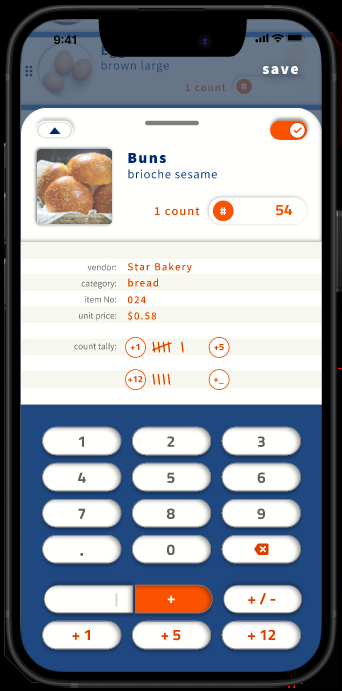 9:41
Egg
brown large
save
1 count #
Buns
brioche sesame
1 count # 54
vendor: Star Bakery
category: bread
item No: 024
unit price: $0.58
count tally: +1 +5
+12 +_
1 2 3
4 5 6
7 8 9
. 0
+ + / -
+ 1 + 5 + 12